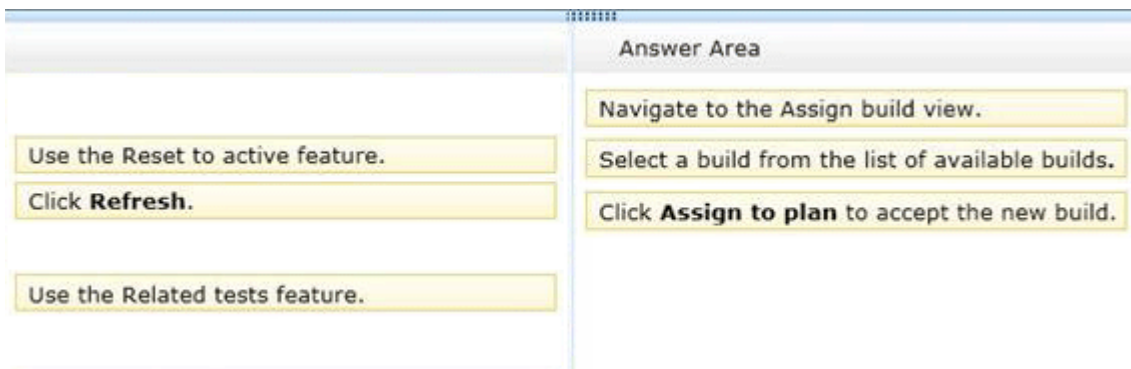 Answer Area
Use the Reset to active feature.
Click Refresh.
Use the Related tests feature.
Navigate to the Assign build view.
Select a build from the list of available builds.
Click Assign to plan to accept the new build.